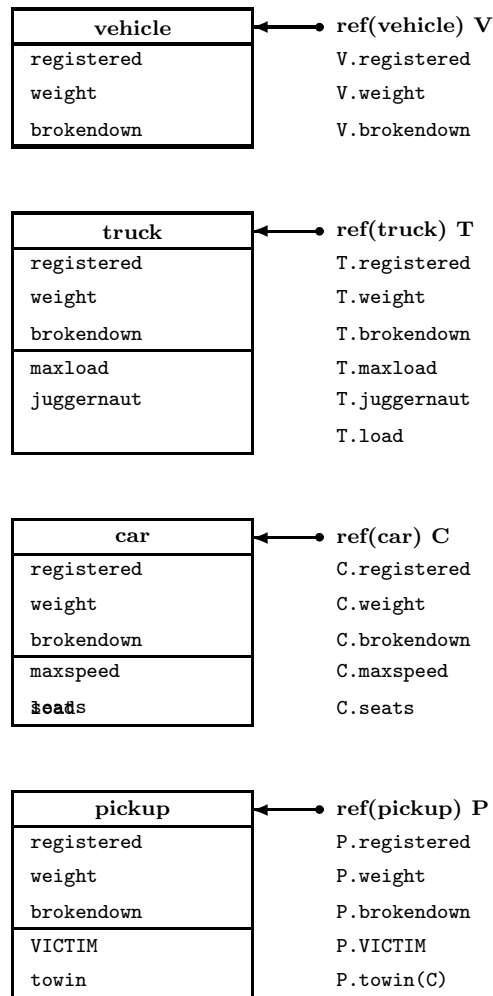 vehicle ref(vehicle) V
registered V.registered
weight V.weight
brokendown V.brokendown
truck ref(truck) T
registered T.registered
weight T.weight
brokendown T.brokendown
maxload T.maxload
juggernaut T.juggernaut
T.load
car ref(car) C
registered C.registered
weight C.weight
brokendown C.brokendown
maxspeed C.maxspeed
seats load C.seats
pickup ref(pickup) P
registered P.registered
weight P.weight
brokendown P.brokendown
VICTIM P.VICTIM
towin P.towin(C)